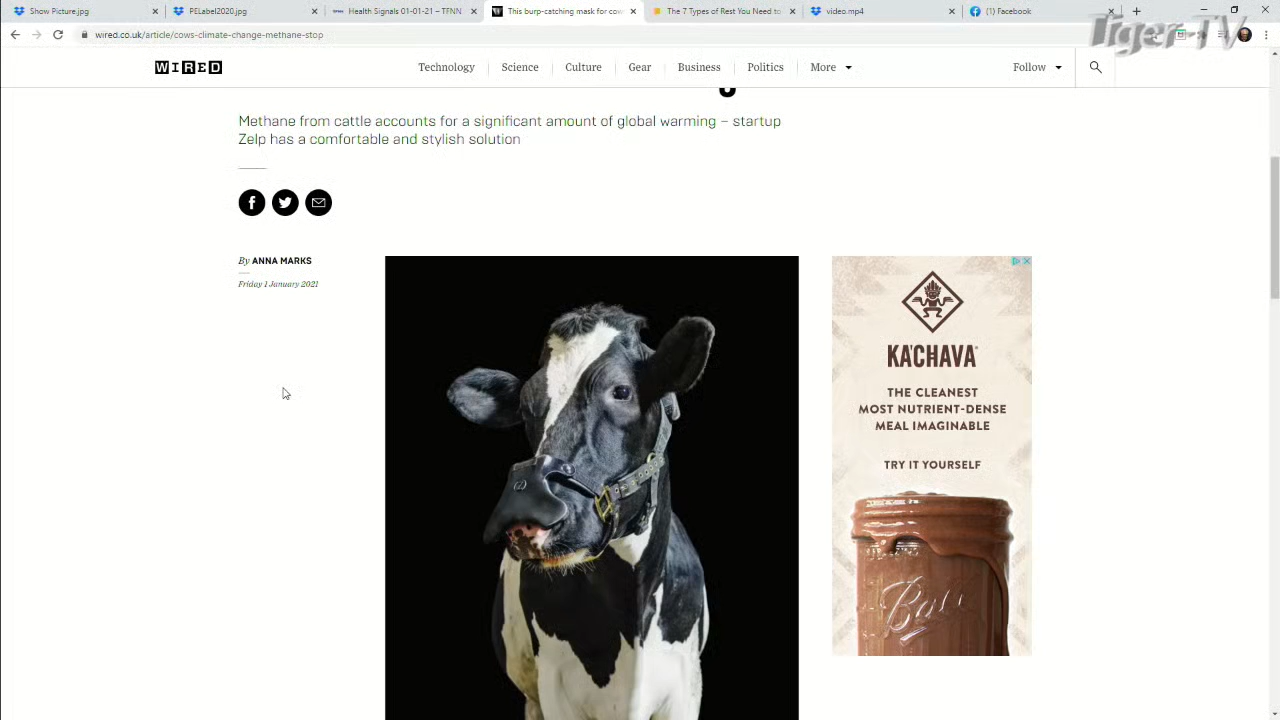 Show Picture.jpg
PELabel2020.jpg
Health Signals 01-01-21 – TFNN
This burp-catching mask for cow
The 7 Types of Rest You Need to
video.mp4
(1) Facebook
Tiger-TV
wired.co.uk/article/cows-climate-change-methane-stop
WIRED
Technology
Science
Culture
Gear
Business
Politics
More
Follow
Methane from cattle accounts for a significant amount of global warming – startup
Zelp has a comfortable and stylish solution
By ANNA MARKS
Friday 1 January 2021
KA'CHAVA
THE CLEANEST
MOST NUTRIENT-DENSE
MEAL IMAGINABLE
TRY IT YOURSELF
Ball